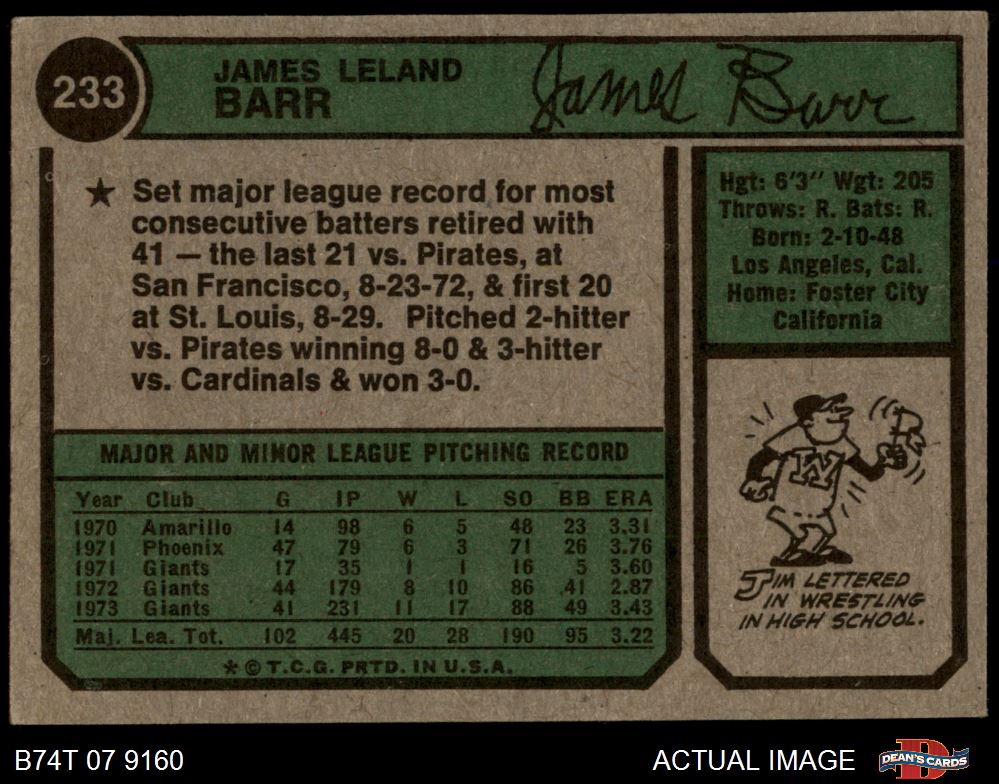 233
JAMES LELAND
BARR
James Barr
★ Set major league record for most
consecutive batters retired with
41 — the last 21 vs. Pirates, at
San Francisco, 8-23-72, & first 20
at St. Louis, 8-29. Pitched 2-hitter
vs. Pirates winning 8-0 & 3-hitter
vs. Cardinals & won 3-0.
Hgt: 6'3" Wgt: 205
Throws: R. Bats: R.
Born: 2-10-48
Los Angeles, Cal.
Home: Foster City
California
MAJOR AND MINOR LEAGUE PITCHING RECORD
Year Club G IP W L SO BB ERA
1970 Amarillo 14 98 6 5 48 23 3.31
1971 Phoenix 47 79 6 3 71 26 3.76
1971 Giants 17 35 1 1 16 5 3.60
1972 Giants 44 179 8 10 86 41 2.87
1973 Giants 41 231 11 17 88 49 3.43
Maj. Lea. Tot. 102 445 20 28 190 95 3.22
* © T.C.G. PRTD. IN U.S.A.
W
JIM LETTERED
IN WRESTLING
IN HIGH SCHOOL.
B74T 07 9160
ACTUAL IMAGE
D
DEAN'S CARDS